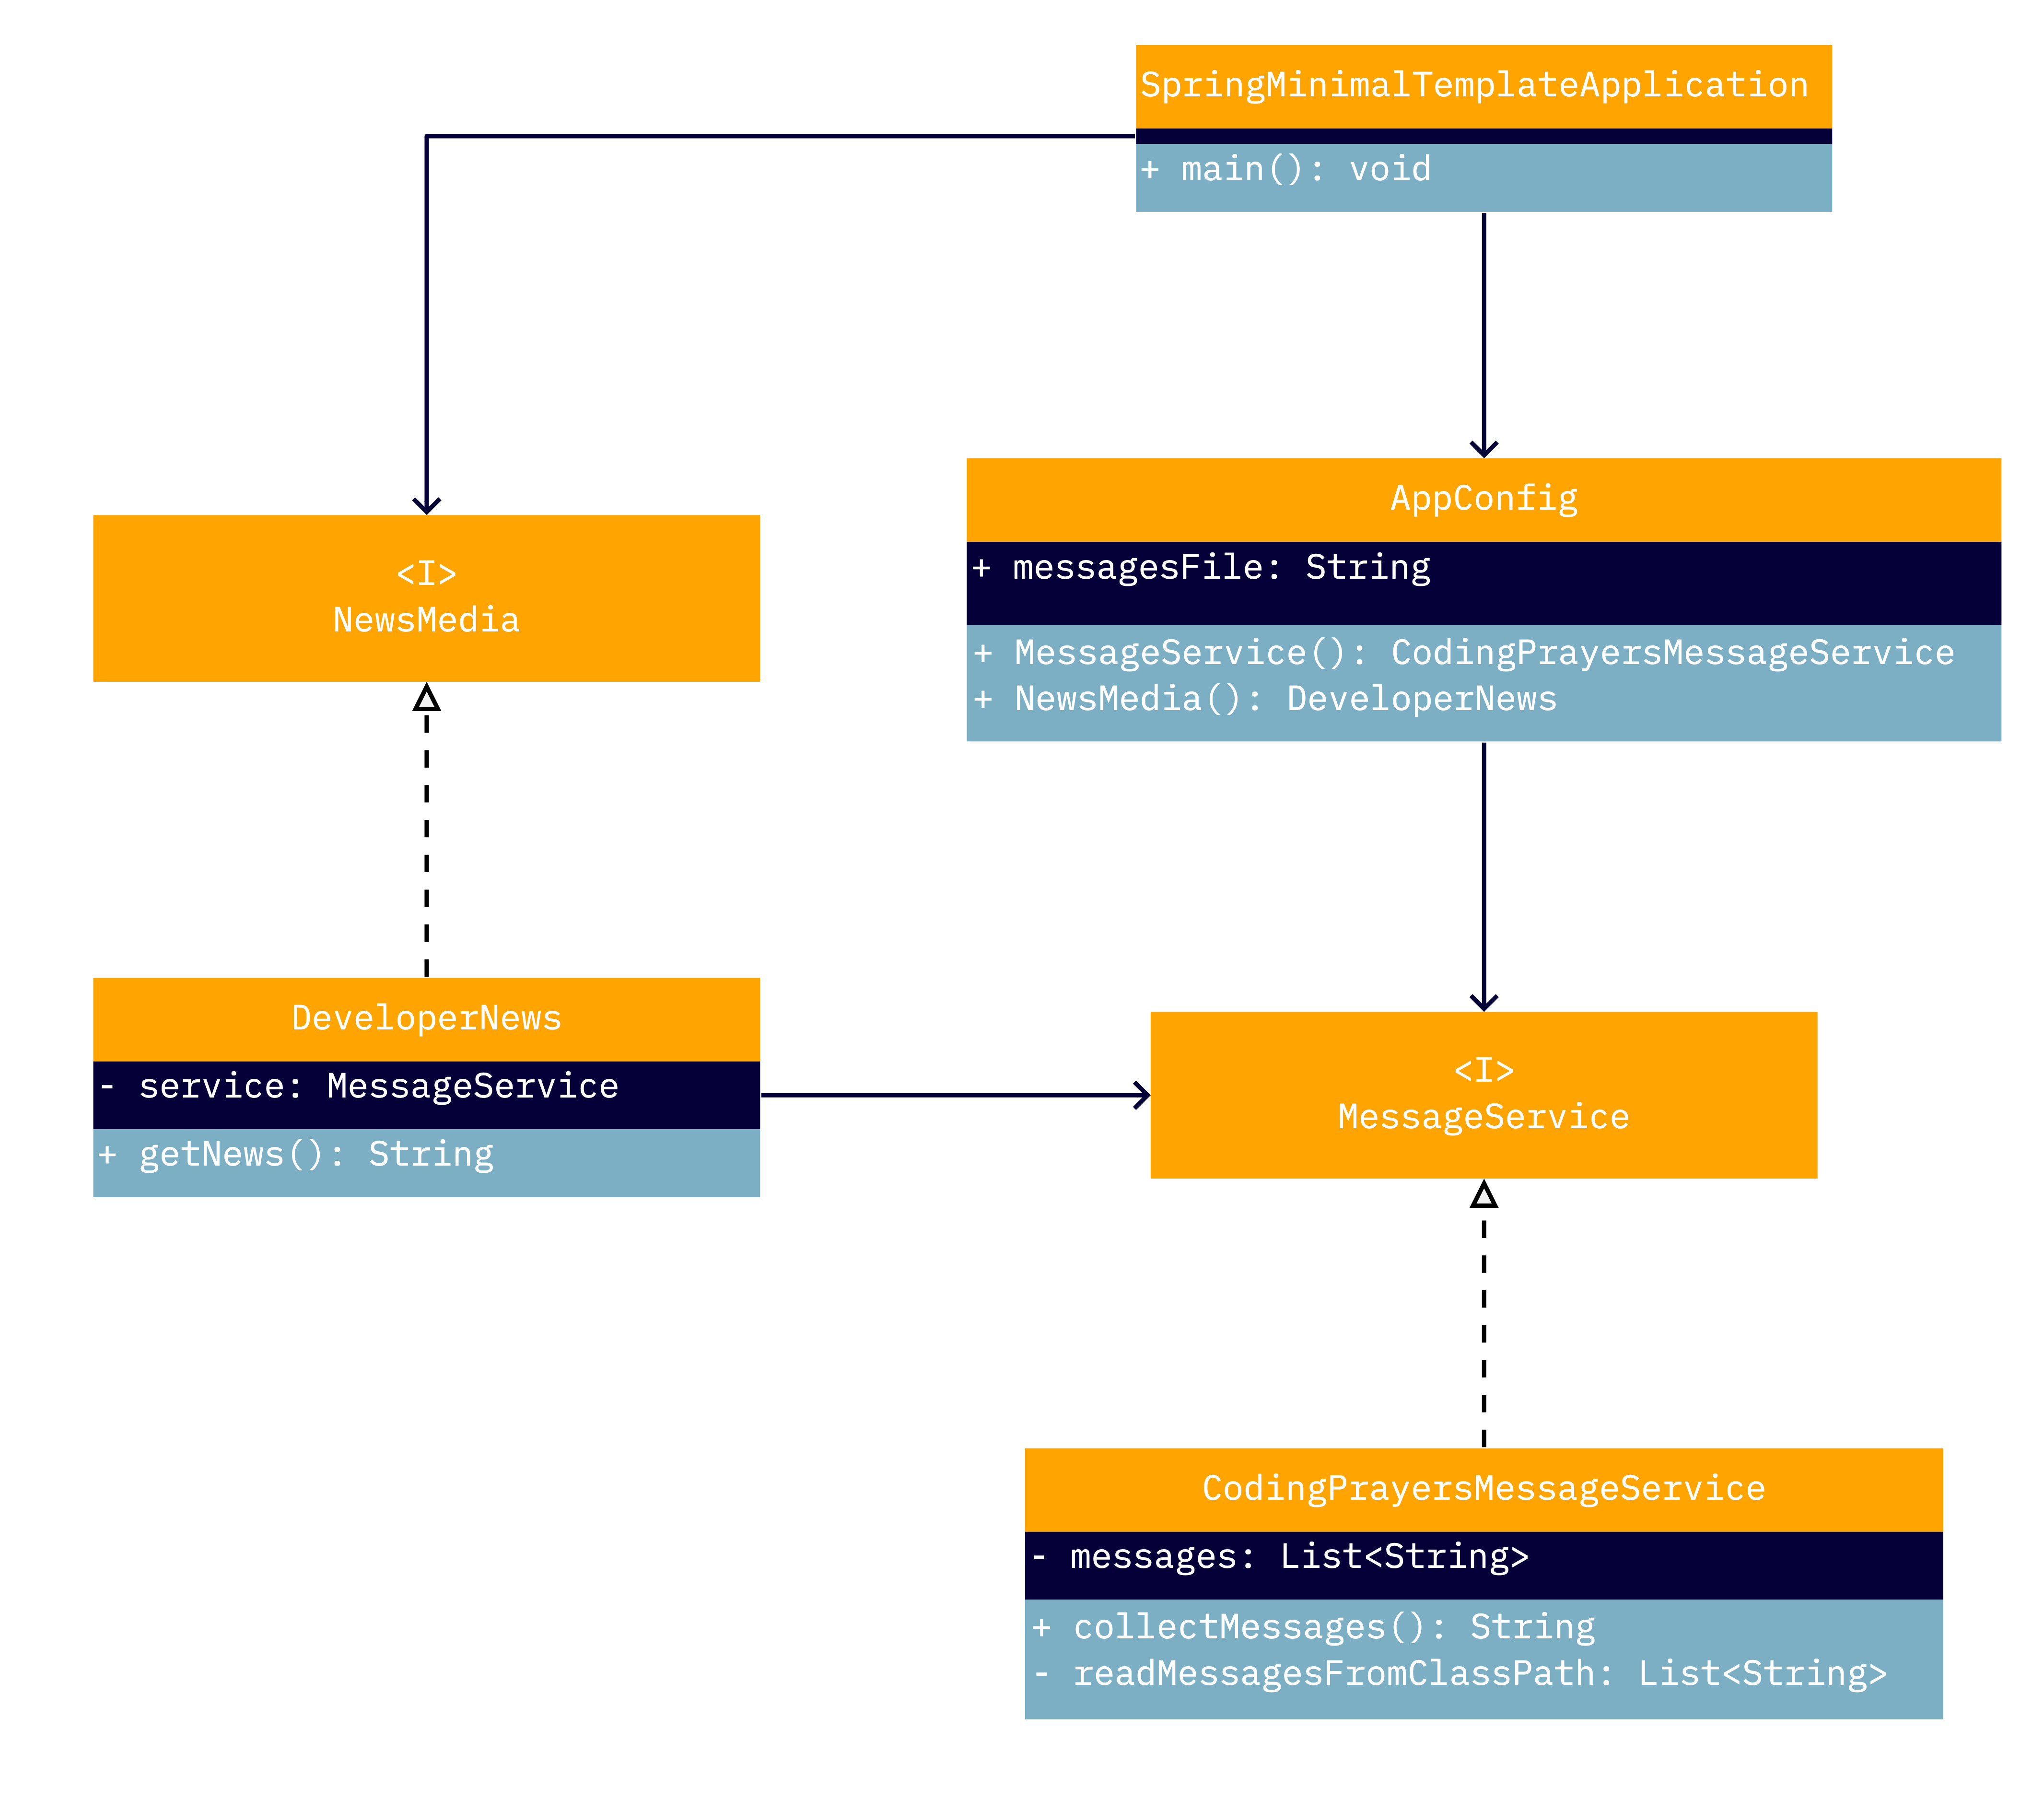 SpringMinimalTemplateApplication
+ main(): void
AppConfig
+ messagesFile: String
+ MessageService(): CodingPrayersMessageService
+ NewsMedia(): DeveloperNews
<I>
NewsMedia
DeveloperNews
- service: MessageService
+ getNews(): String
<I>
MessageService
CodingPrayersMessageService
- messages: List<String>
+ collectMessages(): String
- readMessagesFromClassPath: List<String>